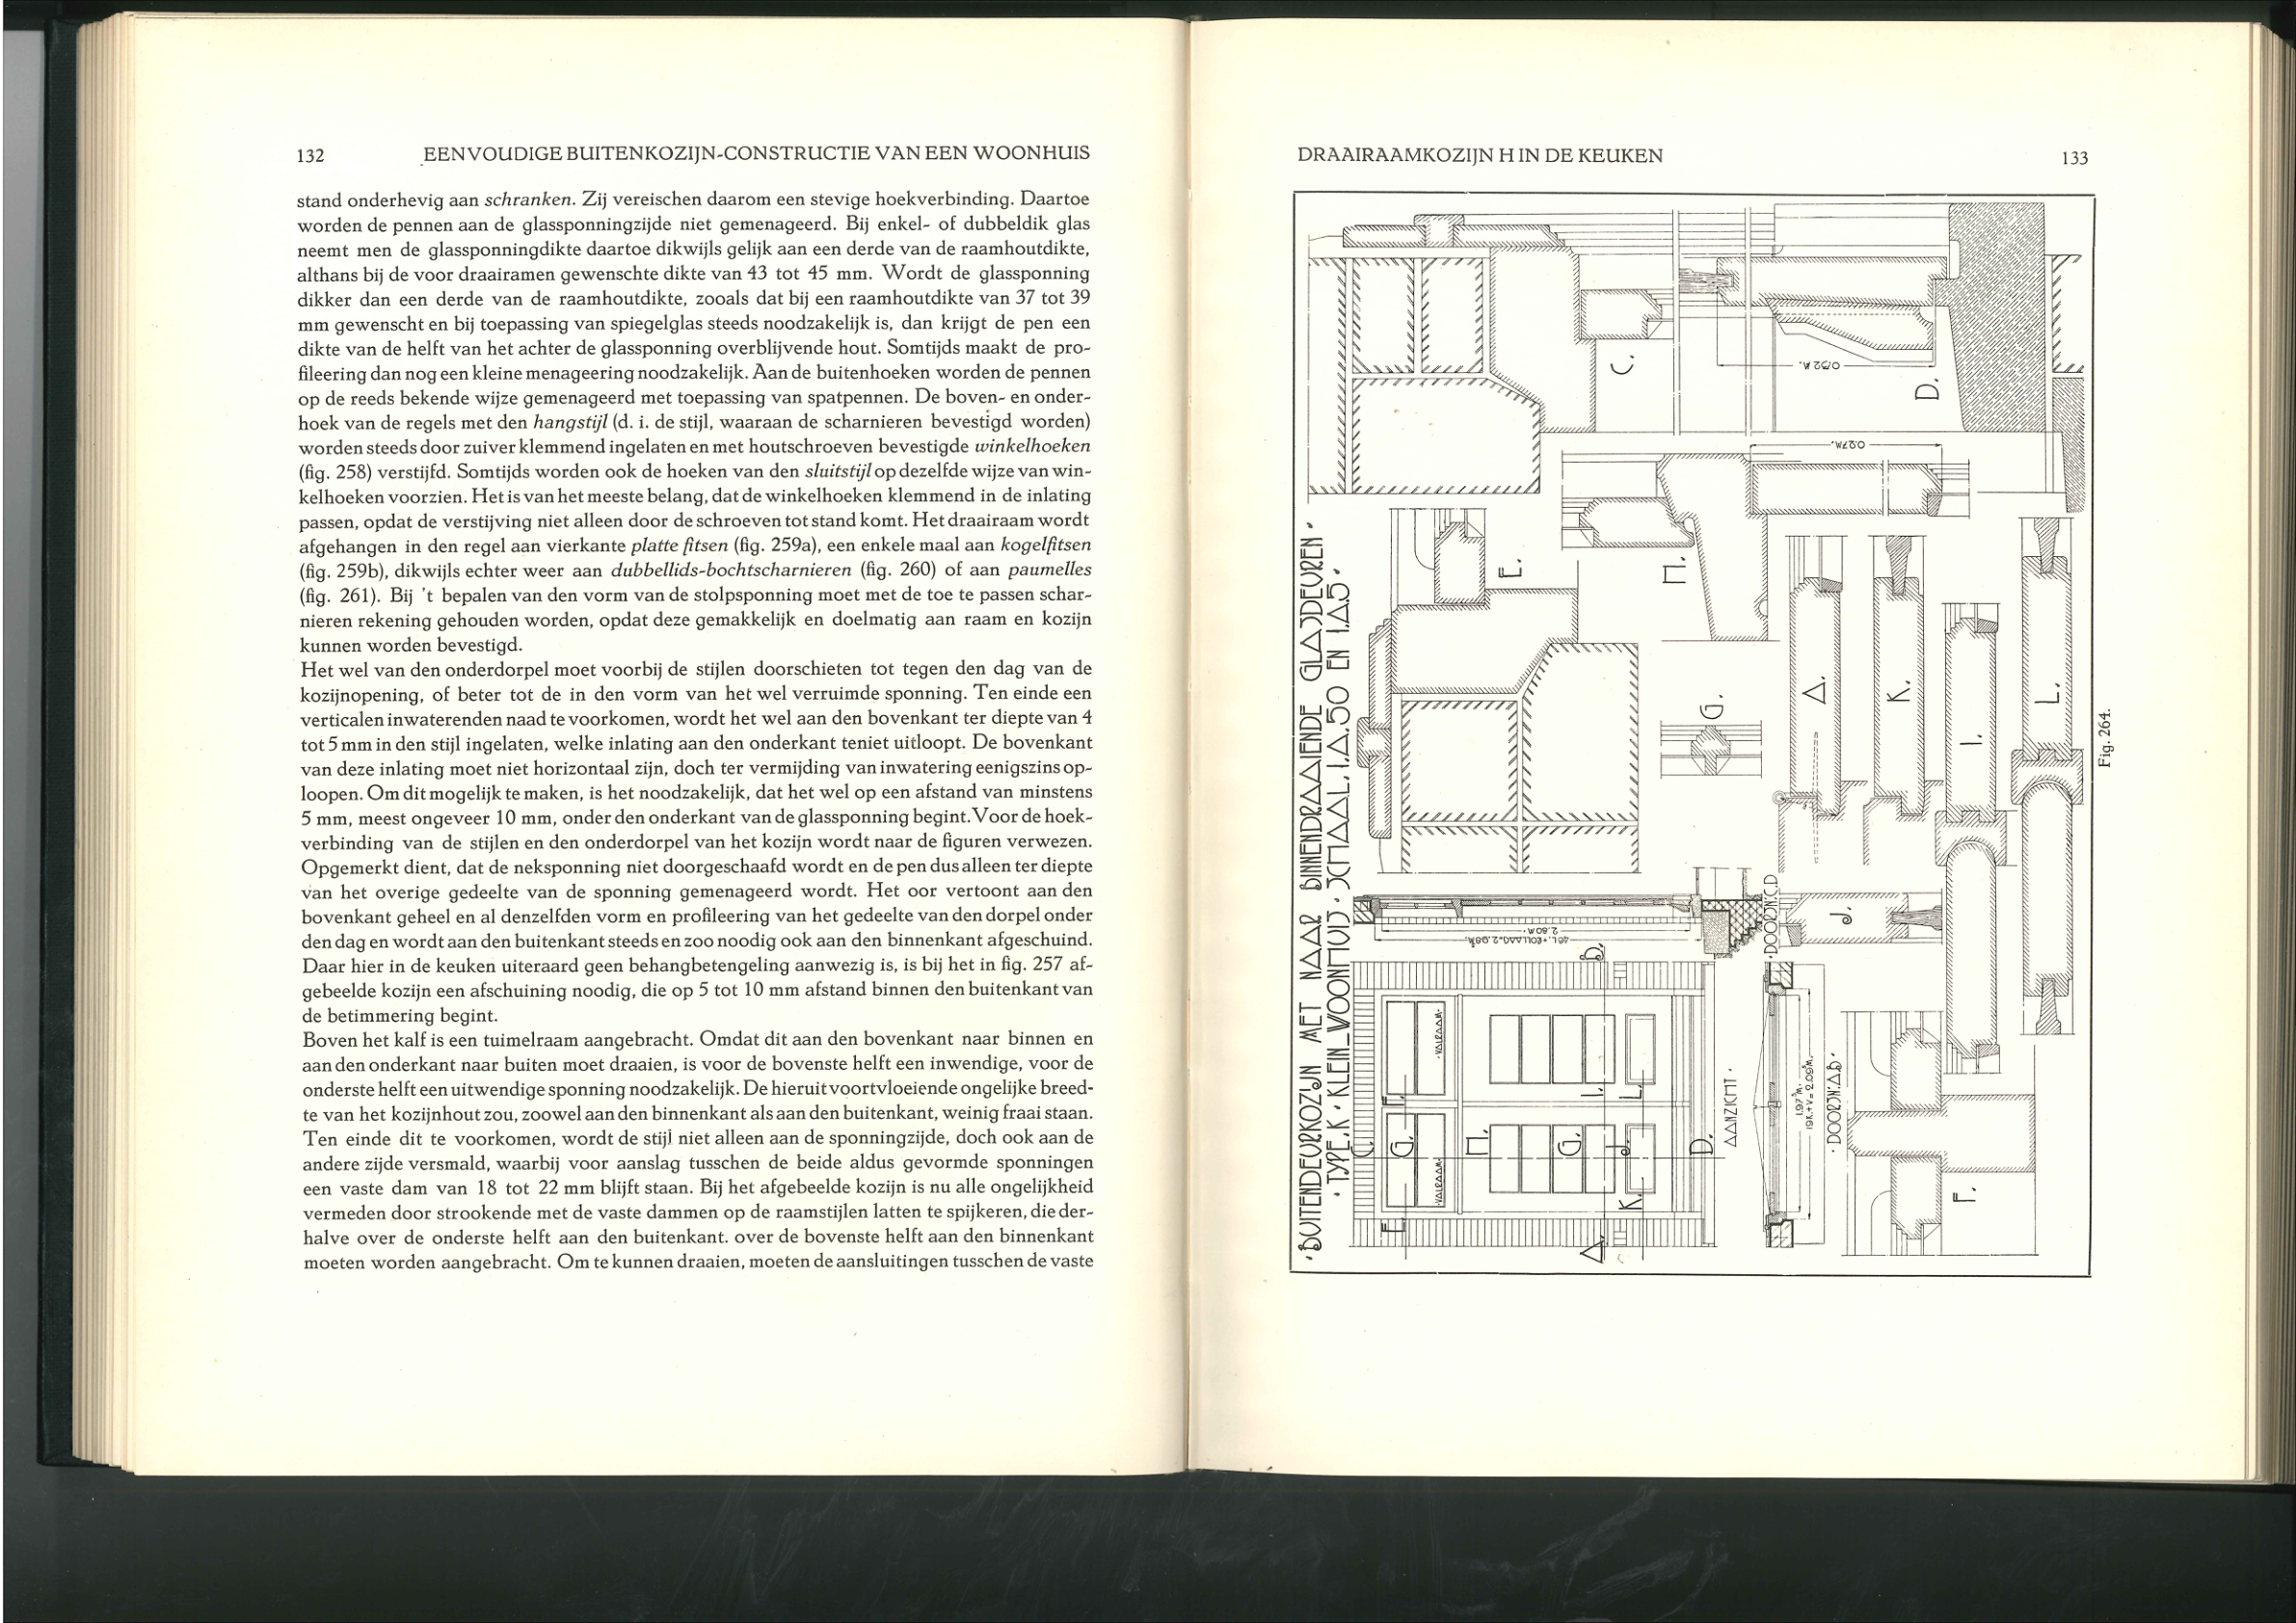 132 EENVOUDIGE BUITENKOZIJN-CONSTRUCTIE VAN EEN WOONHUIS
stand onderhevig aan schranken. Zij vereischen daarom een stevige hoekverbinding. Daartoe
worden de pennen aan de glassponningzijde niet gemenageerd. Bij enkel- of dubbeldik glas
neemt men de glassponningdikte daartoe dikwijls gelijk aan een derde van de raamhoutdikte,
althans bij de voor draairamen gewenschte dikte van 43 tot 45 mm. Wordt de glassponning
dikker dan een derde van de raamhoutdikte, zooals dat bij een raamhoutdikte van 37 tot 39
mm gewenscht en bij toepassing van spiegelglas steeds noodzakelijk is, dan krijgt de pen een
dikte van de helft van het achter de glassponning overblijvende hout. Somtijds maakt de pro-
fileering dan nog een kleine menageering noodzakelijk. Aan de buitenhoeken worden de pennen
op de reeds bekende wijze gemenageerd met toepassing van spatpennen. De boven- en onder-
hoek van de regels met den hangstijl (d. i. de stijl, waaraan de scharnieren bevestigd worden)
worden steeds door zuiver klemmend ingelaten en met houtschroeven bevestigde winkelhoeken
(fig. 258) verstijfd. Somtijds worden ook de hoeken van den sluitstijl op dezelfde wijze van win-
kelhoeken voorzien. Het is van het meeste belang, dat de winkelhoeken klemmend in de inlating
passen, opdat de verstijving niet alleen door de schroeven tot stand komt. Het draairaam wordt
afgehangen in den regel aan vierkante platte fitsen (fig. 259a), een enkele maal aan kogelfitsen
(fig. 259b), dikwijls echter weer aan dubbellids-bochtscharnieren (fig. 260) of aan paumelles
(fig. 261). Bij 't bepalen van den vorm van de stolpsponning moet met de toe te passen schar-
nieren rekening gehouden worden, opdat deze gemakkelijk en doelmatig aan raam en kozijn
kunnen worden bevestigd.
Het wel van den onderdorpel moet voorbij de stijlen doorschieten tot tegen den dag van de
kozijnopening, of beter tot de in den vorm van het wel verruimde sponning. Ten einde een
verticalen inwaterenden naad te voorkomen, wordt het wel aan den bovenkant ter diepte van 4
tot 5 mm in den stijl ingelaten, welke inlating aan den onderkant teniet uitloopt. De bovenkant
van deze inlating moet niet horizontaal zijn, doch ter vermijding van inwatering eenigszins op-
loopen. Om dit mogelijk te maken, is het noodzakelijk, dat het wel op een afstand van minstens
5 mm, meest ongeveer 10 mm, onder den onderkant van de glassponning begint. Voor de hoek-
verbinding van de stijlen en den onderdorpel van het kozijn wordt naar de figuren verwezen.
Opgemerkt dient, dat de neksponning niet doorgeschaafd wordt en de pen dus alleen ter diepte
van het overige gedeelte van de sponning gemenageerd wordt. Het oor vertoont aan den
bovenkant geheel en al denzelfden vorm en profileering van het gedeelte van den dorpel onder
den dag en wordt aan den buitenkant steeds en zoo noodig ook aan den binnenkant afgeschuind.
Daar hier in de keuken uiteraard geen behangbetengeling aanwezig is, is bij het in fig. 257 af-
gebeelde kozijn een afschuining noodig, die op 5 tot 10 mm afstand binnen den buitenkant van
de betimmering begint.
Boven het kalf is een tuimelraam aangebracht. Omdat dit aan den bovenkant naar binnen en
aan den onderkant naar buiten moet draaien, is voor de bovenste helft een inwendige, voor de
onderste helft een uitwendige sponning noodzakelijk. De hieruit voortvloeiende ongelijke breed-
te van het kozijnhout zou, zoowel aan den binnenkant als aan den buitenkant, weinig fraai staan.
Ten einde dit te voorkomen, wordt de stijl niet alleen aan de sponningzijde, doch ook aan de
andere zijde versmald, waarbij voor aanslag tusschen de beide aldus gevormde sponningen
een vaste dam van 18 tot 22 mm blijft staan. Bij het afgebeelde kozijn is nu alle ongelijkheid
vermeden door strookende met de vaste dammen op de raamstijlen latten te spijkeren, die der-
halve over de onderste helft aan den buitenkant. over de bovenste helft aan den binnenkant
moeten worden aangebracht. Om te kunnen draaien, moeten de aansluitingen tusschen de vaste
DRAAIRAAMKOZIJN H IN DE KEUKEN 133
·BUITENDEURKOZIJN MET NAAR BINNENDRAAIENDE GLASDEUREN·
·TYPE.K·KLEIN_WOONHUIS·SCHAAL.1.A.50 EN 1.A.5·
C.
D.
0,152 M.
0,27 M.
E.
H.
G.
A.
K.
I.
L.
J.
F.
2.80 M.
46L.+ROLLAAG=2,98M.
·DOORSN:C.D
C.
E.
F.
G.
H.
G.
I.
J.
K.
L.
D.
A.
B.
·VALRAAM·
·VALRAAM·
AANZICHT·
1.97 M.
19K.+V=2.09M.
·DOORSN:A.B·
Fig. 264.